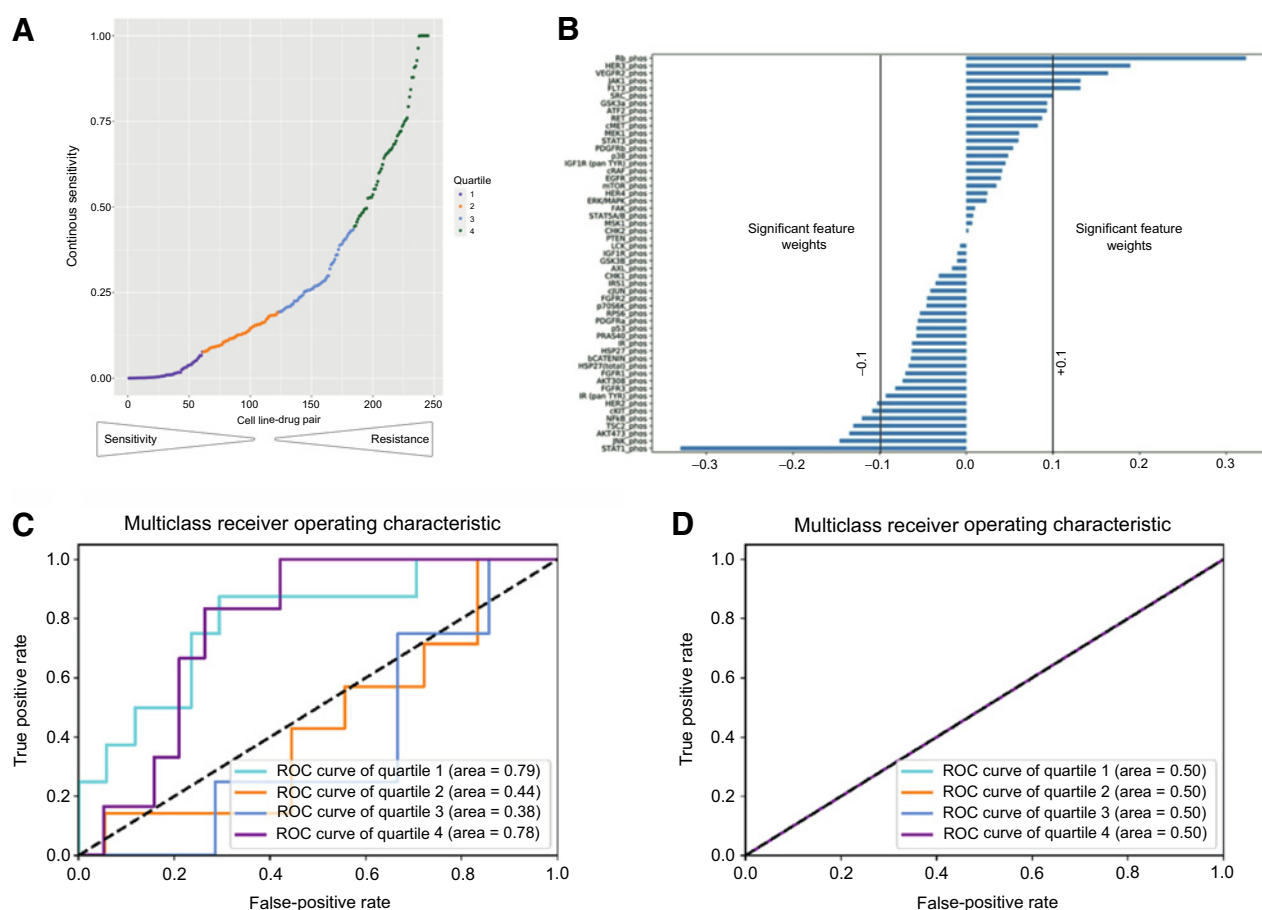 A
1.00
0.75
0.50
0.25
0.00
Continous sensitivity
0
50
100
150
200
250
Cell line-drug pair
Sensitivity
Resistance
Quartile
1
2
3
4
B
Rb_phos
HER3_phos
VEGFR2_phos
JAK1_phos
FLT3_phos
SRC_phos
GSK3a_phos
ATF2_phos
RET_phos
cMET_phos
MEK1_phos
STAT3_phos
PDGFRb_phos
p38_phos
IGF1R (pan TYR)_phos
cRAF_phos
EGFR_phos
mTOR_phos
HER4_phos
ERK/MAPK_phos
FAK_phos
STAT5A/B_phos
MSK1_phos
CHK2_phos
PTEN_phos
LCK_phos
IGF1R_phos
GSK3B_phos
AXL_phos
CHK1_phos
IRS1_phos
cJUN_phos
FGFR2_phos
p70S6K_phos
RPS6_phos
PDGFRa_phos
p53_phos
PRAS40_phos
IR_phos
HSP27_phos
bCATENIN_phos
HSP27(total)_phos
FGFR1_phos
AKT308_phos
FGFR3_phos
IR (pan TYR)_phos
HER2_phos
cKIT_phos
NFkB_phos
TSC2_phos
AKT473_phos
JNK_phos
STAT1_phos
Significant feature
weights
Significant feature
weights
−0.1
+0.1
−0.3
−0.2
−0.1
0.0
0.1
0.2
0.3
C
Multiclass receiver operating characteristic
1.0
0.8
0.6
0.4
0.2
0.0
True positive rate
ROC curve of quartile 1 (area = 0.79)
ROC curve of quartile 2 (area = 0.44)
ROC curve of quartile 3 (area = 0.38)
ROC curve of quartile 4 (area = 0.78)
0.0
0.2
0.4
0.6
0.8
1.0
False-positive rate
D
Multiclass receiver operating characteristic
1.0
0.8
0.6
0.4
0.2
0.0
True positive rate
ROC curve of quartile 1 (area = 0.50)
ROC curve of quartile 2 (area = 0.50)
ROC curve of quartile 3 (area = 0.50)
ROC curve of quartile 4 (area = 0.50)
0.0
0.2
0.4
0.6
0.8
1.0
False-positive rate